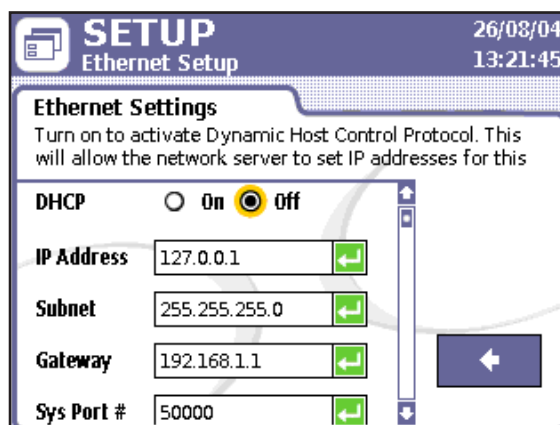 SETUP
26/08/04
Ethernet Setup
13:21:45
Ethernet Settings
Turn on to activate Dynamic Host Control Protocol. This
will allow the network server to set IP addresses for this
DHCP On Off
IP Address 127.0.0.1
Subnet 255.255.255.0
Gateway 192.168.1.1
Sys Port # 50000